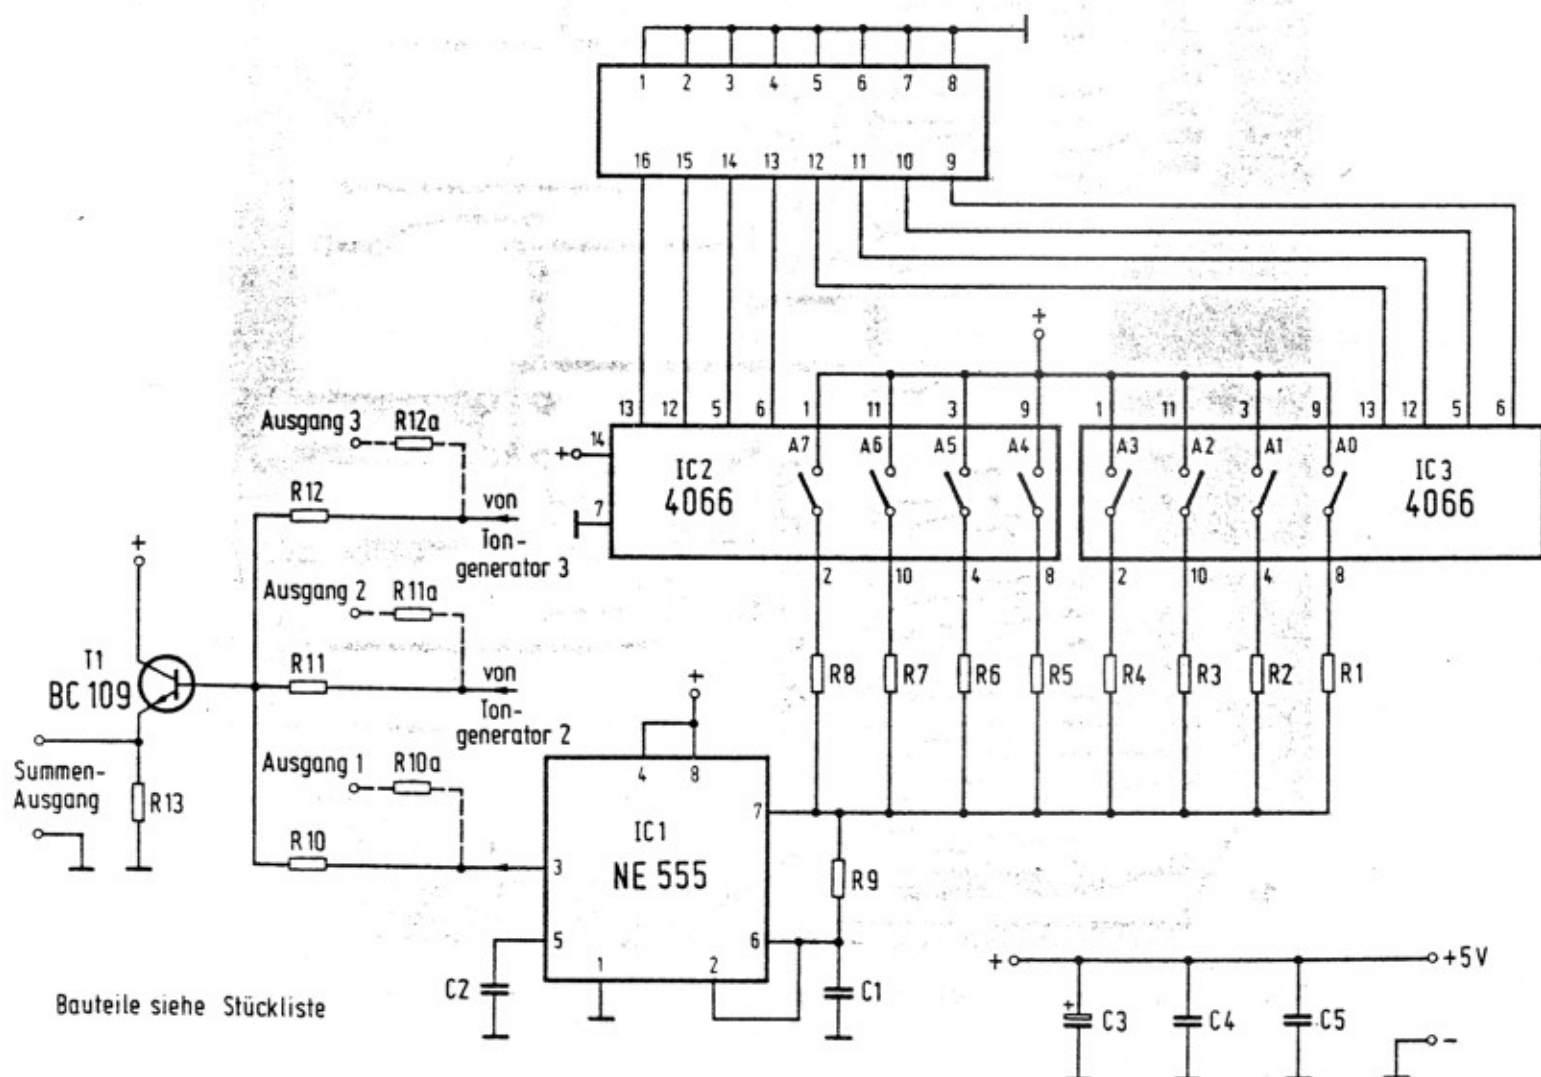 1 2 3 4 5 6 7 8
16 15 14 13 12 11 10 9
+
13 12 5 6 1 11 3 9 1 11 3 9 13 12 5 6
Ausgang 3 R12a
14
+
A7 A6 A5 A4 A3 A2 A1 A0
IC2
4066
IC3
4066
7
R12
von
Ton-
generator 3
2 10 4 8 2 10 4 8
+
Ausgang 2 R11a
T1
BC 109
R11
von
Ton-
generator 2
R8 R7 R6 R5 R4 R3 R2 R1
+
Ausgang 1 R10a
4 8
Summen-
Ausgang
R13
7
IC1
NE 555
R10
3
R9
5
6
1
2
C2
C1
+
+5V
+
C3 C4 C5
-
Bauteile siehe Stückliste